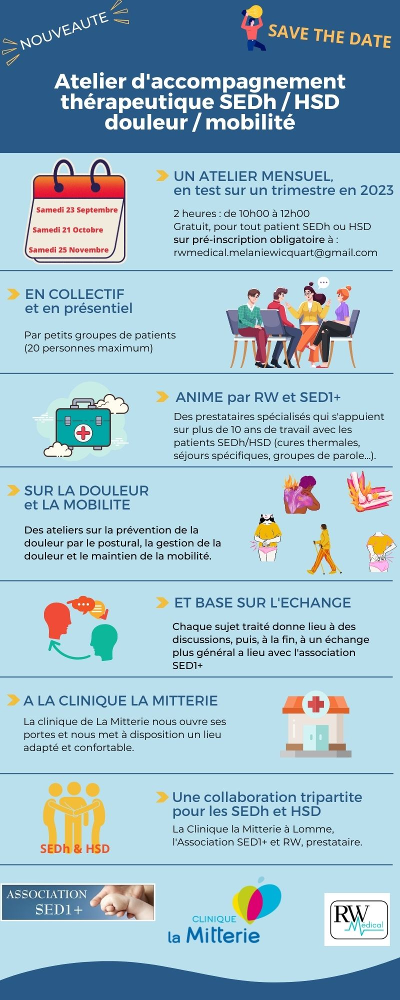 NOUVEAUTE
SAVE THE DATE
Atelier d'accompagnement
thérapeutique SEDh / HSD
douleur / mobilité
Samedi 23 Septembre
Samedi 21 Octobre
Samedi 25 Novembre
UN ATELIER MENSUEL,
en test sur un trimestre en 2023
2 heures : de 10h00 à 12h00
Gratuit, pour tout patient SEDh ou HSD
sur pré-inscription obligatoire à :
rwmedical.melaniewicquart@gmail.com
EN COLLECTIF
et en présentiel
Par petits groupes de patients
(20 personnes maximum)
ANIME par RW et SED1+
Des prestataires spécialisés qui s'appuient
sur plus de 10 ans de travail avec les
patients SEDh/HSD (cures thermales,
séjours spécifiques, groupes de parole...).
SUR LA DOULEUR
et LA MOBILITE
Des ateliers sur la prévention de la
douleur par le postural, la gestion de la
douleur et le maintien de la mobilité.
ET BASE SUR L'ECHANGE
Chaque sujet traité donne lieu à des
discussions, puis, à la fin, à un échange
plus général a lieu avec l'association
SED1+
A LA CLINIQUE LA MITTERIE
La clinique de La Mitterie nous ouvre ses
portes et nous met à disposition un lieu
adapté et confortable.
Une collaboration tripartite
pour les SEDh et HSD
La Clinique la Mitterie à Lomme,
l'Association SED1+ et RW, prestataire.
SEDh & HSD
ASSOCIATION
SED1+
CLINIQUE
la Mitterie
RW
Médical